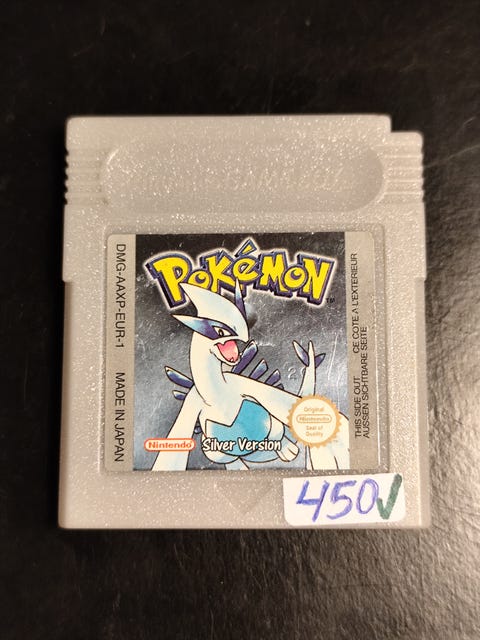 POKéMON
TM
DMG-AAXP-EUR-1 MADE IN JAPAN
THIS SIDE OUT CE COTE A L'EXTERIEUR
AUSSEN SICHTBARE SEITE
Original
Nintendo
Seal of
Quality
Nintendo
Silver Version
450✓